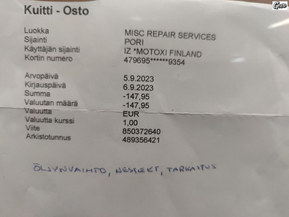 Kuitti - Osto
Luokka MISC REPAIR SERVICES
Sijainti PORI
Käyttäjän sijainti IZ *MOTOXI FINLAND
Kortin numero 479695******9354
Arvopäivä 5.9.2023
Kirjauspäivä 6.9.2023
Summa -147,95
Valuutan määrä -147,95
Valuutta EUR
Valuutta kurssi 1,00
Viite 850372640
Arkistotunnus 489356421
ÖLJYNVAIHTO, NESTEET, TARKASTUS